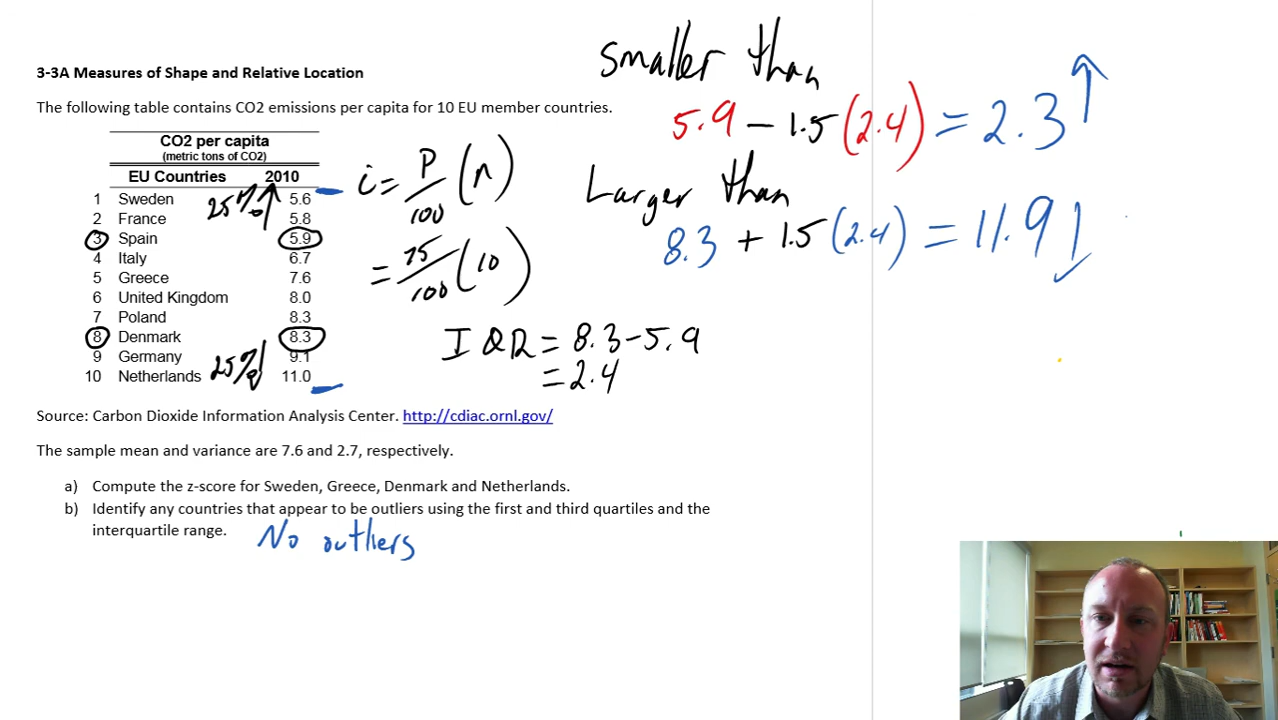 3-3A Measures of Shape and Relative Location
The following table contains CO2 emissions per capita for 10 EU member countries.
CO2 per capita
(metric tons of CO2)
EU Countries 2010
1 Sweden 5.6
2 France 5.8
3 Spain 5.9
4 Italy 6.7
5 Greece 7.6
6 United Kingdom 8.0
7 Poland 8.3
8 Denmark 8.3
9 Germany 9.1
10 Netherlands 11.0
25%
25%
i = P/100 (n)
= 75/100 (10)
IQR = 8.3 - 5.9
= 2.4
Smaller than
5.9 - 1.5 (2.4) = 2.3
Larger than
8.3 + 1.5 (2.4) = 11.9
Source: Carbon Dioxide Information Analysis Center. http://cdiac.ornl.gov/
The sample mean and variance are 7.6 and 2.7, respectively.
a) Compute the z-score for Sweden, Greece, Denmark and Netherlands.
b) Identify any countries that appear to be outliers using the first and third quartiles and the
interquartile range. No outliers